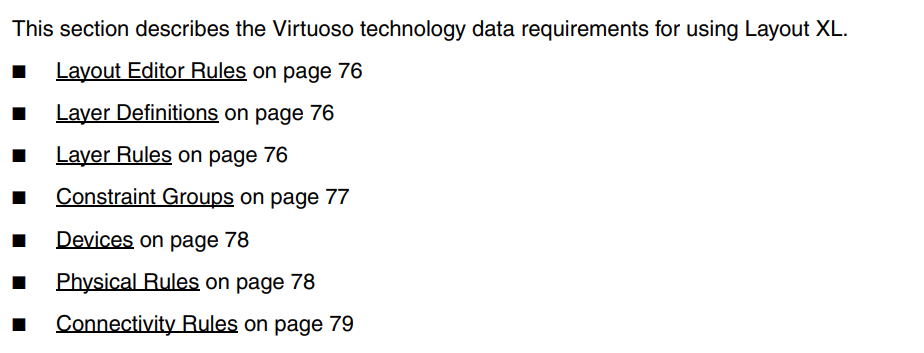 This section describes the Virtuoso technology data requirements for using Layout XL.
■ Layout Editor Rules on page 76
■ Layer Definitions on page 76
■ Layer Rules on page 76
■ Constraint Groups on page 77
■ Devices on page 78
■ Physical Rules on page 78
■ Connectivity Rules on page 79